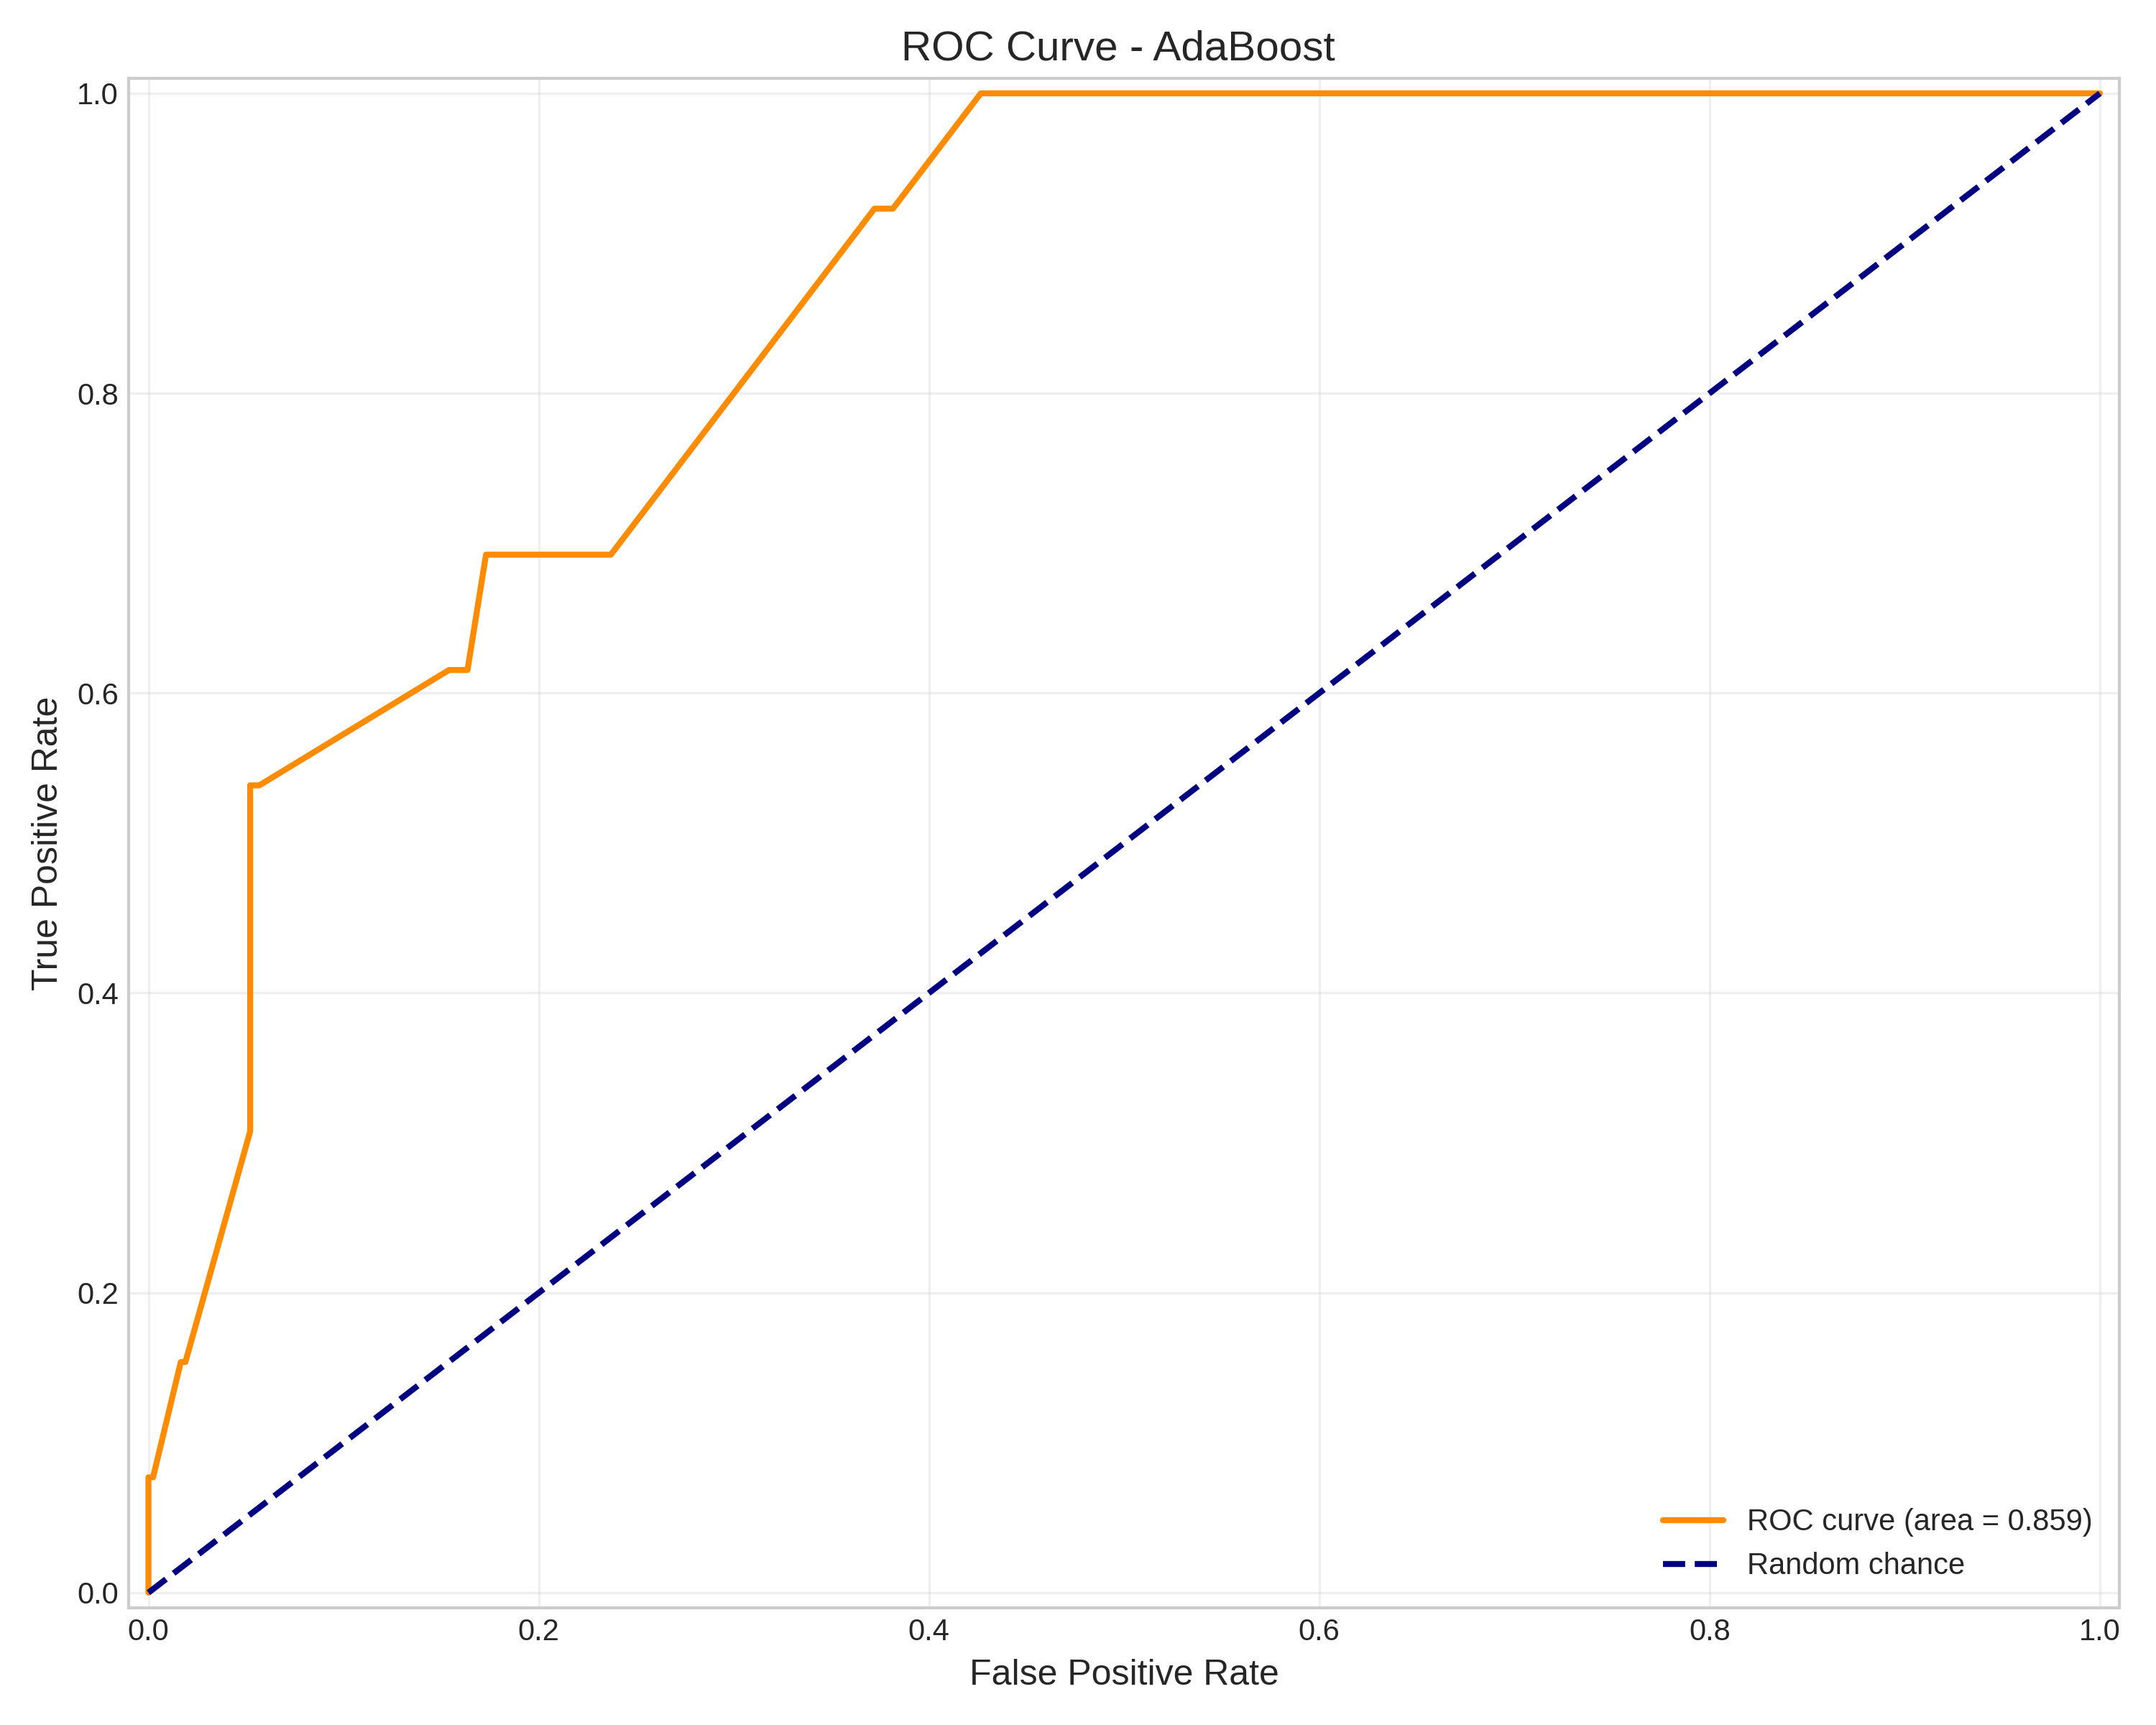 ROC Curve - AdaBoost
1.0
0.8
0.6
0.4
0.2
0.0
True Positive Rate
0.0 0.2 0.4 0.6 0.8 1.0
False Positive Rate
ROC curve (area = 0.859)
Random chance